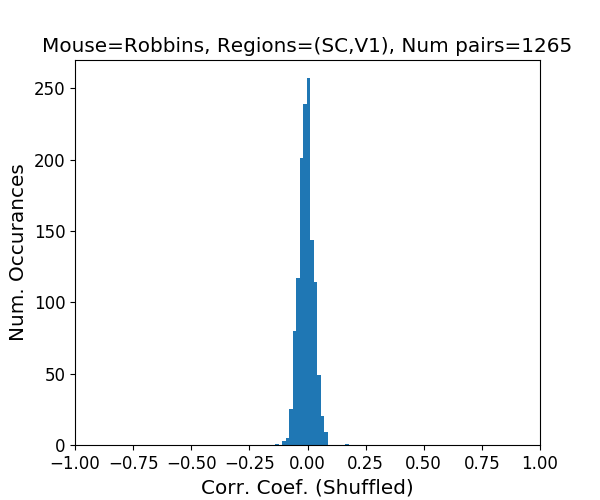 Mouse=Robbins, Regions=(SC,V1), Num pairs=1265
250
200
150
100
50
0
Num. Occurances
−1.00 −0.75 −0.50 −0.25 0.00 0.25 0.50 0.75 1.00
Corr. Coef. (Shuffled)